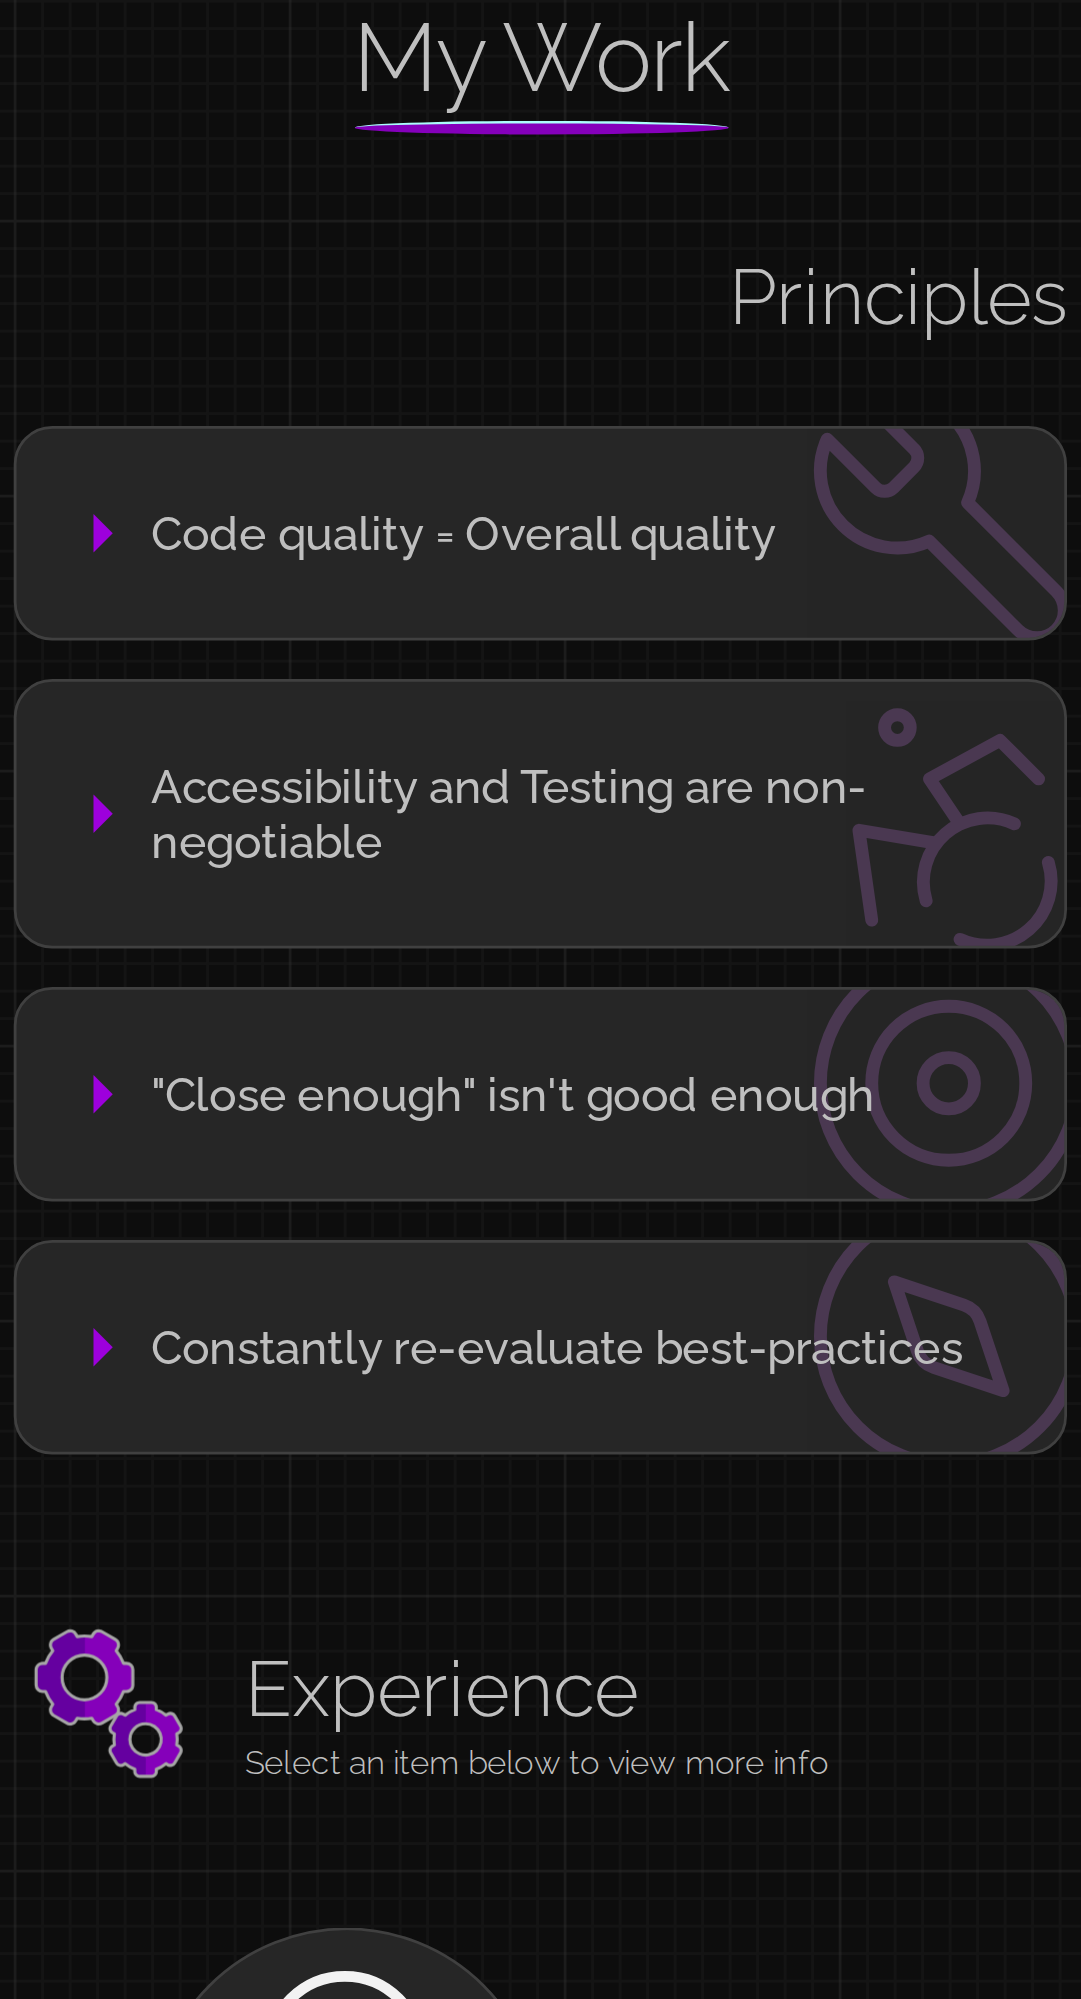 My Work
Principles
Code quality = Overall quality
Accessibility and Testing are non-
negotiable
"Close enough" isn't good enough
Constantly re-evaluate best-practices
Experience
Select an item below to view more info